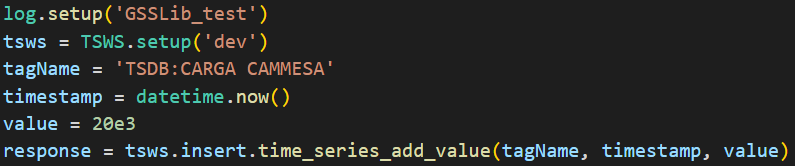 log.setup('GSSLib_test')
tsws = TSWS.setup('dev')
tagName = 'TSDB:CARGA CAMMESA'
timestamp = datetime.now()
value = 20e3
response = tsws.insert.time_series_add_value(tagName, timestamp, value)